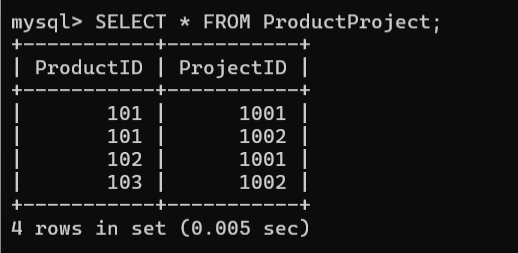 mysql> SELECT * FROM ProductProject;
+-----------+-----------+
| ProductID | ProjectID |
+-----------+-----------+
|       101 |      1001 |
|       101 |      1002 |
|       102 |      1001 |
|       103 |      1002 |
+-----------+-----------+
4 rows in set (0.005 sec)